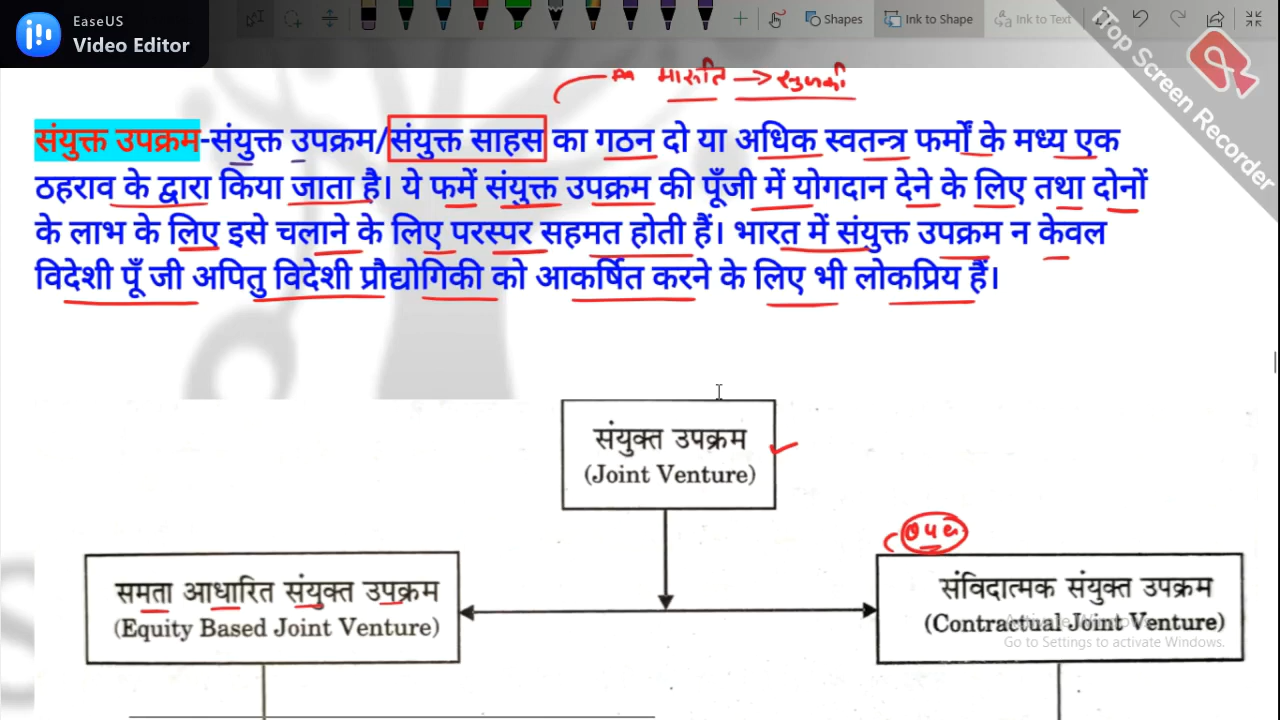 EaseUS
Video Editor
Shapes
Ink to Shape
Ink to Text
iTop Screen Recorder
मारुति → सुजुकी
संयुक्त उपक्रम-संयुक्त उपक्रम/संयुक्त साहस का गठन दो या अधिक स्वतन्त्र फर्मों के मध्य एक
ठहराव के द्वारा किया जाता है। ये फर्में संयुक्त उपक्रम की पूँजी में योगदान देने के लिए तथा दोनों
के लाभ के लिए इसे चलाने के लिए परस्पर सहमत होती हैं। भारत में संयुक्त उपक्रम न केवल
विदेशी पूँ जी अपितु विदेशी प्रौद्योगिकी को आकर्षित करने के लिए भी लोकप्रिय हैं।
संयुक्त उपक्रम
(Joint Venture)
समता आधारित संयुक्त उपक्रम
(Equity Based Joint Venture)
संविदात्मक संयुक्त उपक्रम
(Contractual Joint Venture)
Activate Windows
Go to Settings to activate Windows.